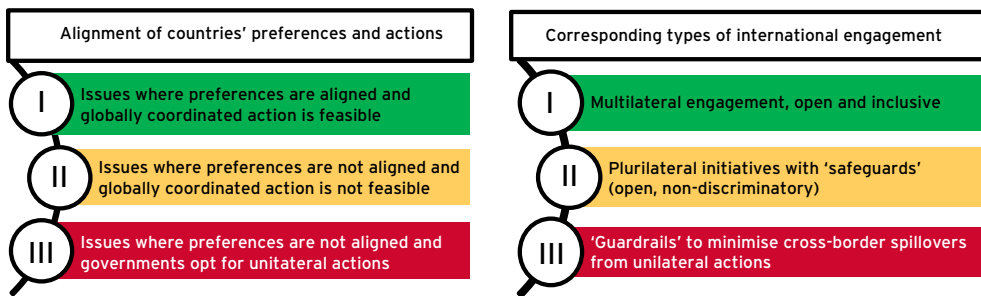 Alignment of countries' preferences and actions
I
Issues where preferences are aligned and
globally coordinated action is feasible
II
Issues where preferences are not aligned and
globally coordinated action is not feasible
III
Issues where preferences are not aligned and
governments opt for unitateral actions
Corresponding types of international engagement
I
Multilateral engagement, open and inclusive
II
Plurilateral initiatives with 'safeguards'
(open, non-discriminatory)
III
'Guardrails' to minimise cross-border spillovers
from unilateral actions